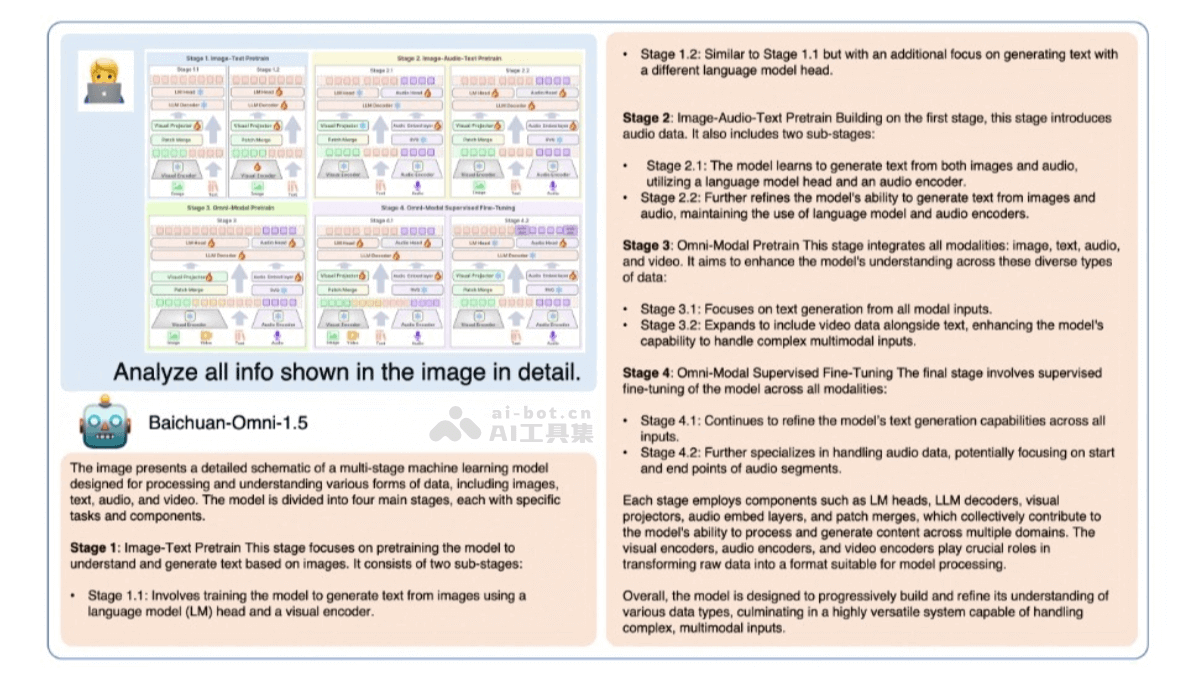 Stage 1. Image-Text Pretrain
Stage 2. Image-Audio-Text Pretrain
Stage 1.1
Stage 1.2
Stage 2.1
Stage 2.2
LM Head
LM Head
LM Head
Audio Head
LM Head
Audio Head
LLM Decoder
LLM Decoder
LLM Decoder
LLM Decoder
Visual Projector
Visual Projector
Visual Projector
Audio Embed layer
Visual Projector
Audio Embed layer
Patch Merge
Patch Merge
Patch Merge
RVQ
Patch Merge
RVQ
Visual Encoder
Visual Encoder
Visual Encoder
Audio Encoder
Visual Encoder
Audio Encoder
Image
Text
Image
Text
Image
Text
Audio
Image
Text
Audio
Stage 3. Omni-Modal Pretrain
Stage 4. Omni-Modal Supervised Fine-Tuning
Stage 3
Stage 4.1
Stage 4.2
LM Head
Audio Head
LM Head
Audio Head
LM Head
Audio Head
LLM Decoder
LLM Decoder
LLM Decoder
Visual Projector
Audio Embed layer
Visual Projector
Audio Embed layer
Visual Projector
Audio Embed layer
Patch Merge
RVQ
Patch Merge
RVQ
Patch Merge
RVQ
Visual Encoder
Audio Encoder
Visual Encoder
Audio Encoder
Visual Encoder
Audio Encoder
Image
Video
Text
Audio
Image
Video
Text
Audio
Text
Audio
Analyze all info shown in the image in detail.
Baichuan-Omni-1.5
ai-bot.cn
AI工具集
The image presents a detailed schematic of a multi-stage machine learning model
designed for processing and understanding various forms of data, including images,
text, audio, and video. The model is divided into four main stages, each with specific
tasks and components.
Stage 1: Image-Text Pretrain This stage focuses on pretraining the model to
understand and generate text based on images. It consists of two sub-stages:
• Stage 1.1: Involves training the model to generate text from images using a
language model (LM) head and a visual encoder.
• Stage 1.2: Similar to Stage 1.1 but with an additional focus on generating text with
a different language model head.
Stage 2: Image-Audio-Text Pretrain Building on the first stage, this stage introduces
audio data. It also includes two sub-stages:
• Stage 2.1: The model learns to generate text from both images and audio,
utilizing a language model head and an audio encoder.
• Stage 2.2: Further refines the model's ability to generate text from images and
audio, maintaining the use of language model and audio encoders.
Stage 3: Omni-Modal Pretrain This stage integrates all modalities: image, text, audio,
and video. It aims to enhance the model's understanding across these diverse types
of data:
• Stage 3.1: Focuses on text generation from all modal inputs.
• Stage 3.2: Expands to include video data alongside text, enhancing the model's
capability to handle complex multimodal inputs.
Stage 4: Omni-Modal Supervised Fine-Tuning The final stage involves supervised
fine-tuning of the model across all modalities:
• Stage 4.1: Continues to refine the model's text generation capabilities across all
inputs.
• Stage 4.2: Further specializes in handling audio data, potentially focusing on start
and end points of audio segments.
Each stage employs components such as LM heads, LLM decoders, visual
projectors, audio embed layers, and patch merges, which collectively contribute to
the model's ability to process and generate content across multiple domains. The
visual encoders, audio encoders, and video encoders play crucial roles in
transforming raw data into a format suitable for model processing.
Overall, the model is designed to progressively build and refine its understanding of
various data types, culminating in a highly versatile system capable of handling
complex, multimodal inputs.